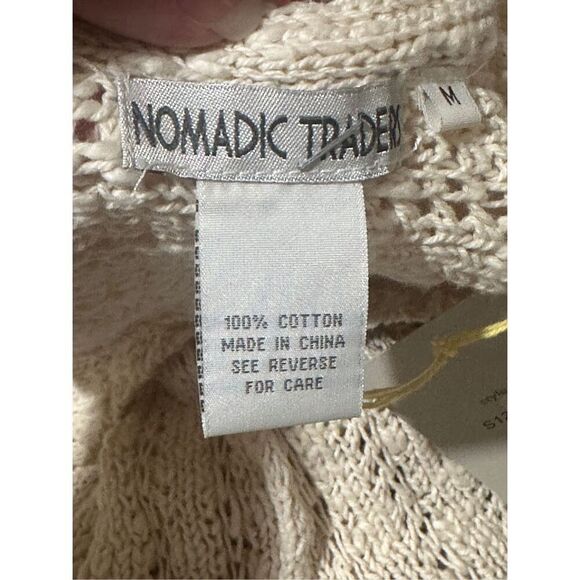 NOMADIC TRADERS
M
100% COTTON
MADE IN CHINA
SEE REVERSE
FOR CARE